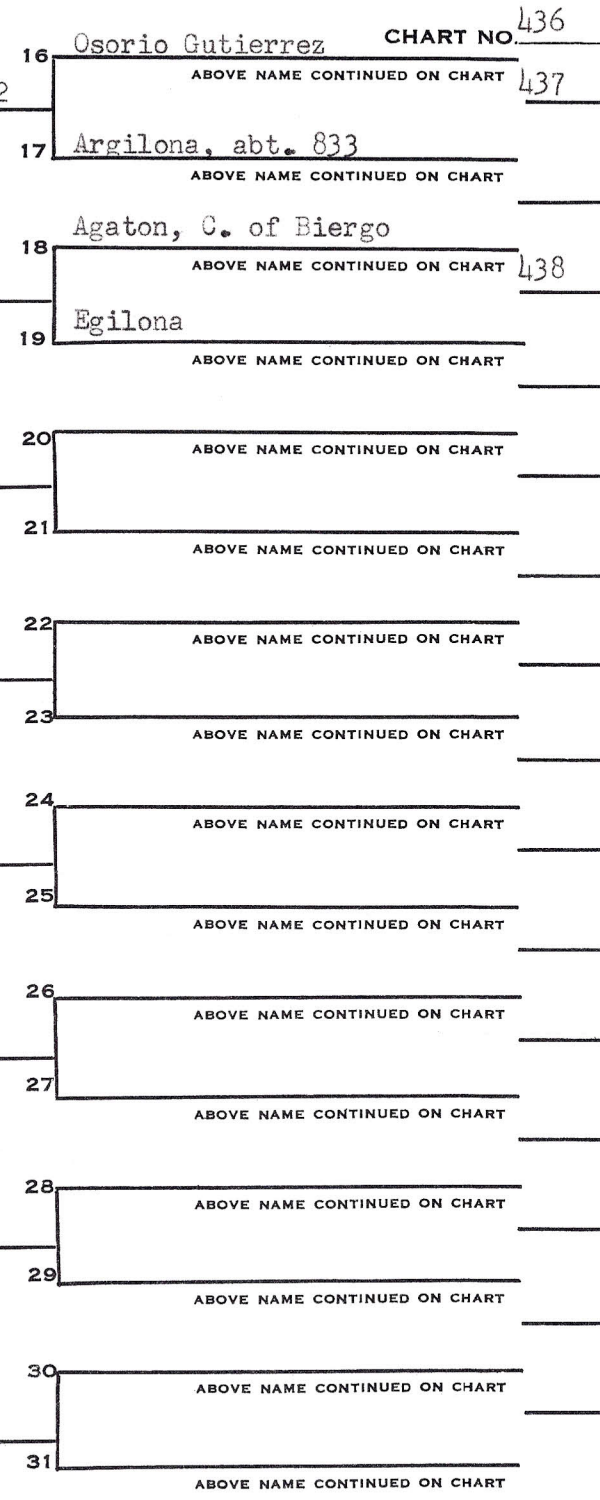 CHART NO. 436
16 Osorio Gutierrez
ABOVE NAME CONTINUED ON CHART 437
2
17 Argilona, abt. 833
ABOVE NAME CONTINUED ON CHART
18 Agaton, C. of Biergo
ABOVE NAME CONTINUED ON CHART 438
19 Egilona
ABOVE NAME CONTINUED ON CHART
20
ABOVE NAME CONTINUED ON CHART
21
ABOVE NAME CONTINUED ON CHART
22
ABOVE NAME CONTINUED ON CHART
23
ABOVE NAME CONTINUED ON CHART
24
ABOVE NAME CONTINUED ON CHART
25
ABOVE NAME CONTINUED ON CHART
26
ABOVE NAME CONTINUED ON CHART
27
ABOVE NAME CONTINUED ON CHART
28
ABOVE NAME CONTINUED ON CHART
29
ABOVE NAME CONTINUED ON CHART
30
ABOVE NAME CONTINUED ON CHART
31
ABOVE NAME CONTINUED ON CHART